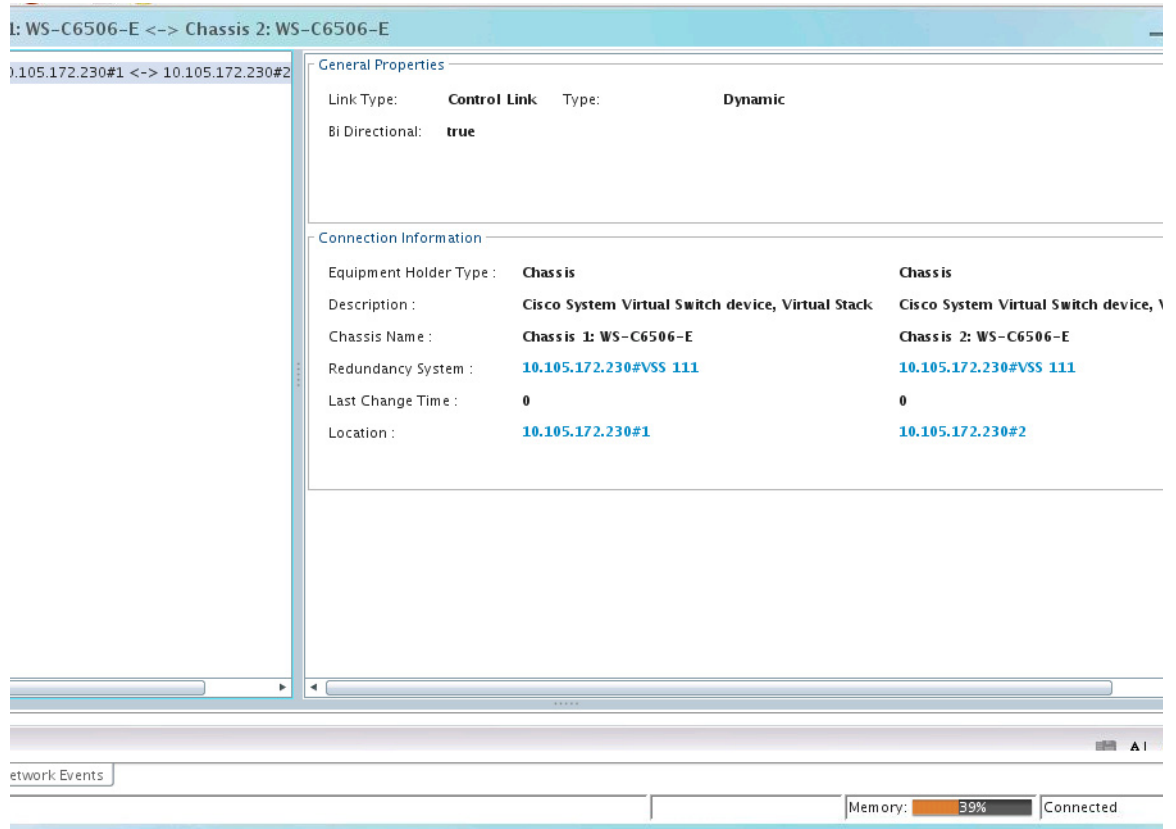 1: WS-C6506-E <-> Chassis 2: WS-C6506-E
0.105.172.230#1 <-> 10.105.172.230#2
General Properties
Link Type: Control Link Type: Dynamic
Bi Directional: true
Connection Information
Equipment Holder Type : Chassis Chassis
Description : Cisco System Virtual Switch device, Virtual Stack Cisco System Virtual Switch device, V
Chassis Name : Chassis 1: WS-C6506-E Chassis 2: WS-C6506-E
Redundancy System : 10.105.172.230#VSS 111 10.105.172.230#VSS 111
Last Change Time : 0 0
Location : 10.105.172.230#1 10.105.172.230#2
etwork Events
Memory: 39% Connected